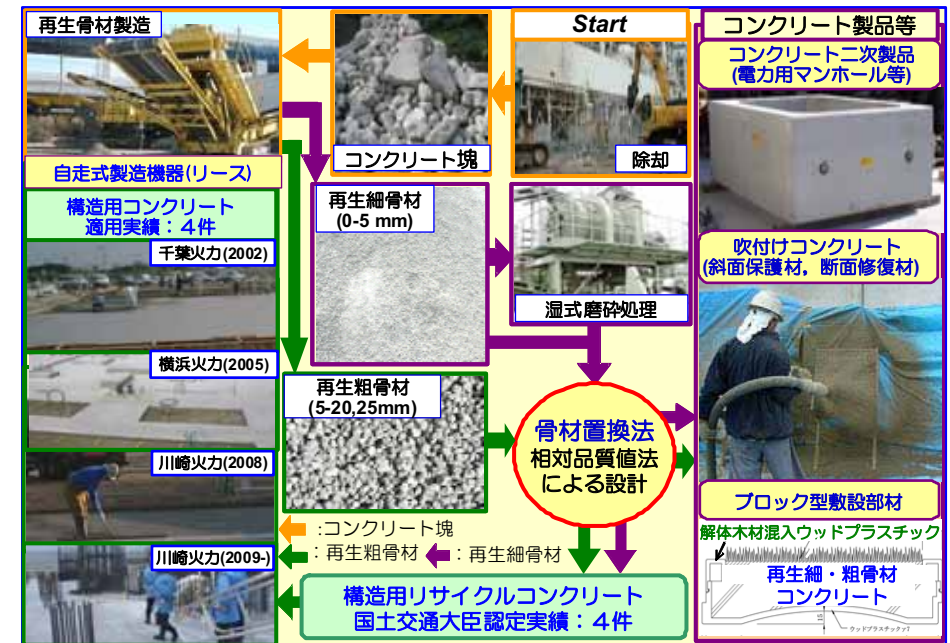 再生骨材製造
自走式製造機器(リース)
コンクリート塊
Start
除却
コンクリート製品等
コンクリート二次製品
(電力用マンホール等)
構造用コンクリート
適用実績：４件
千葉火力(2002)
横浜火力(2005)
川崎火力(2008)
川崎火力(2009-)
再生細骨材
(0-5 mm)
湿式磨砕処理
再生粗骨材
(5-20,25mm)
骨材置換法
相対品質値法
による設計
:コンクリート塊
：再生粗骨材
：再生細骨材
構造用リサイクルコンクリート
国土交通大臣認定実績：４件
吹付けコンクリート
(斜面保護材，断面修復材)
ブロック型敷設部材
解体木材混入ウッドプラスチック
再生細・粗骨材
コンクリート
15